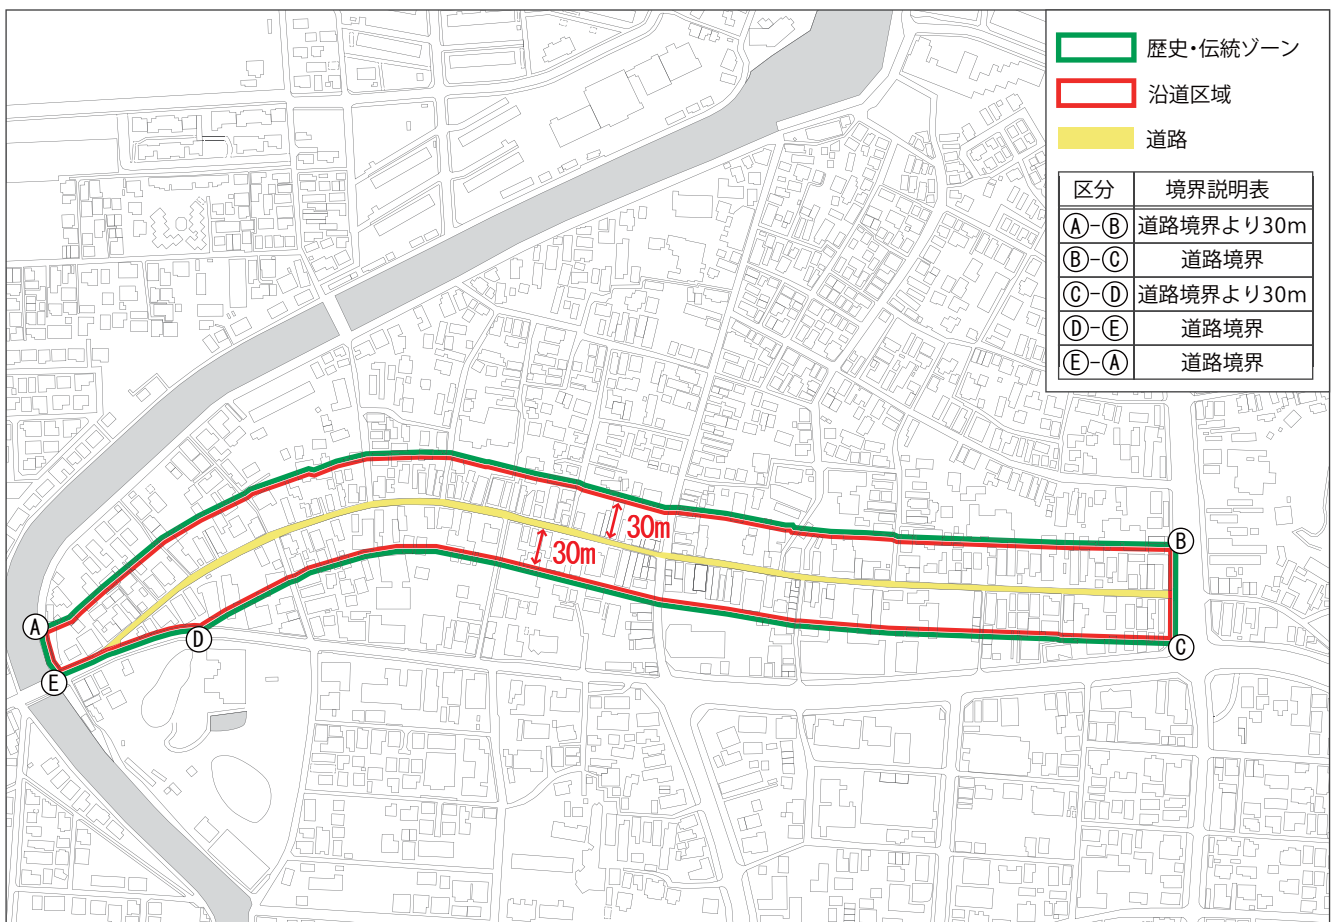 歴史・伝統ゾーン
沿道区域
道路
区分 境界説明表
Ⓐ-Ⓑ 道路境界より30m
Ⓑ-Ⓒ 道路境界
Ⓒ-Ⓓ 道路境界より30m
Ⓓ-Ⓔ 道路境界
Ⓔ-Ⓐ 道路境界
30m
30m
B
A
D
C
E